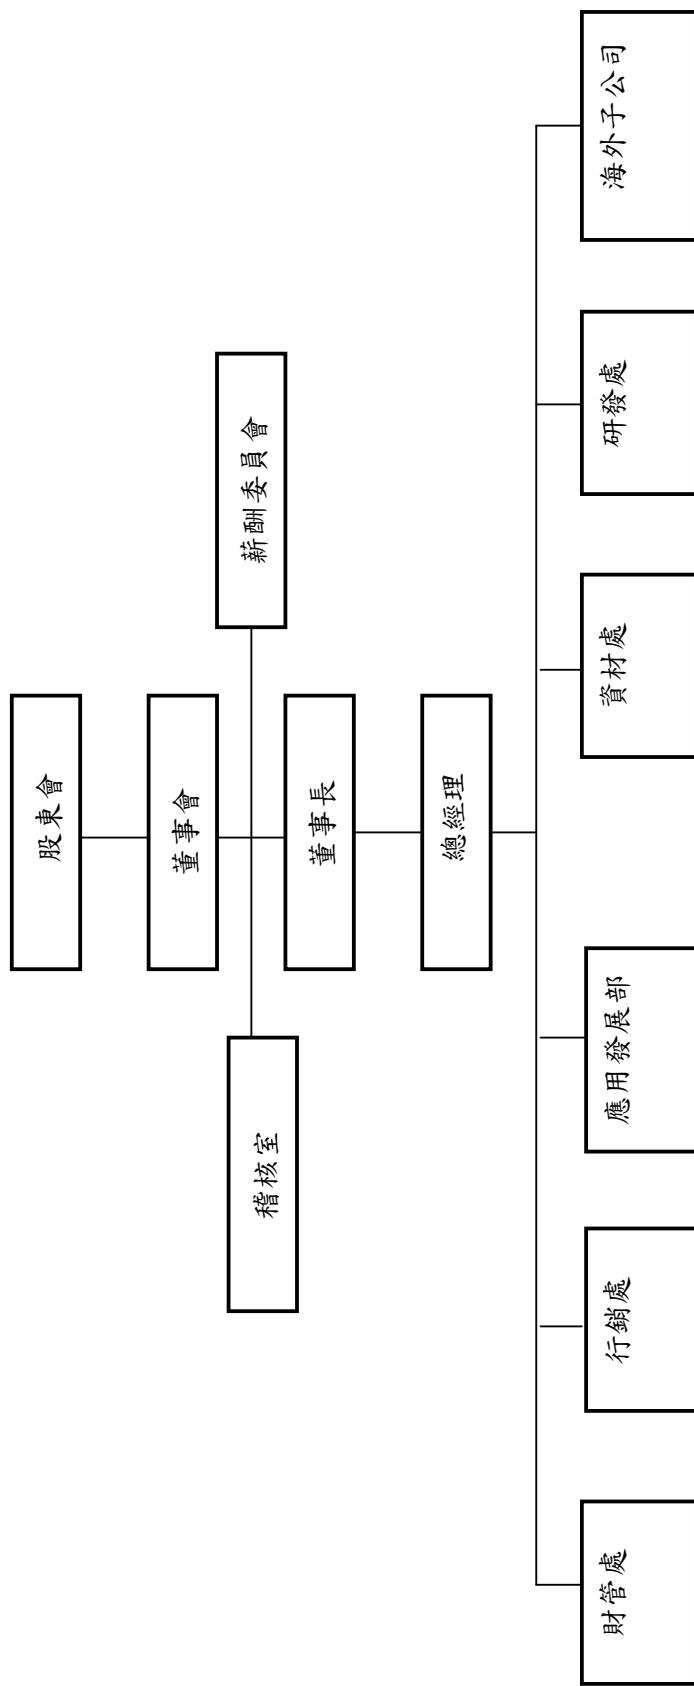 股東會
董事會
稽核室
薪酬委員會
董事長
總經理
財管處
行銷處
應用發展部
資材處
研發處
海外子公司